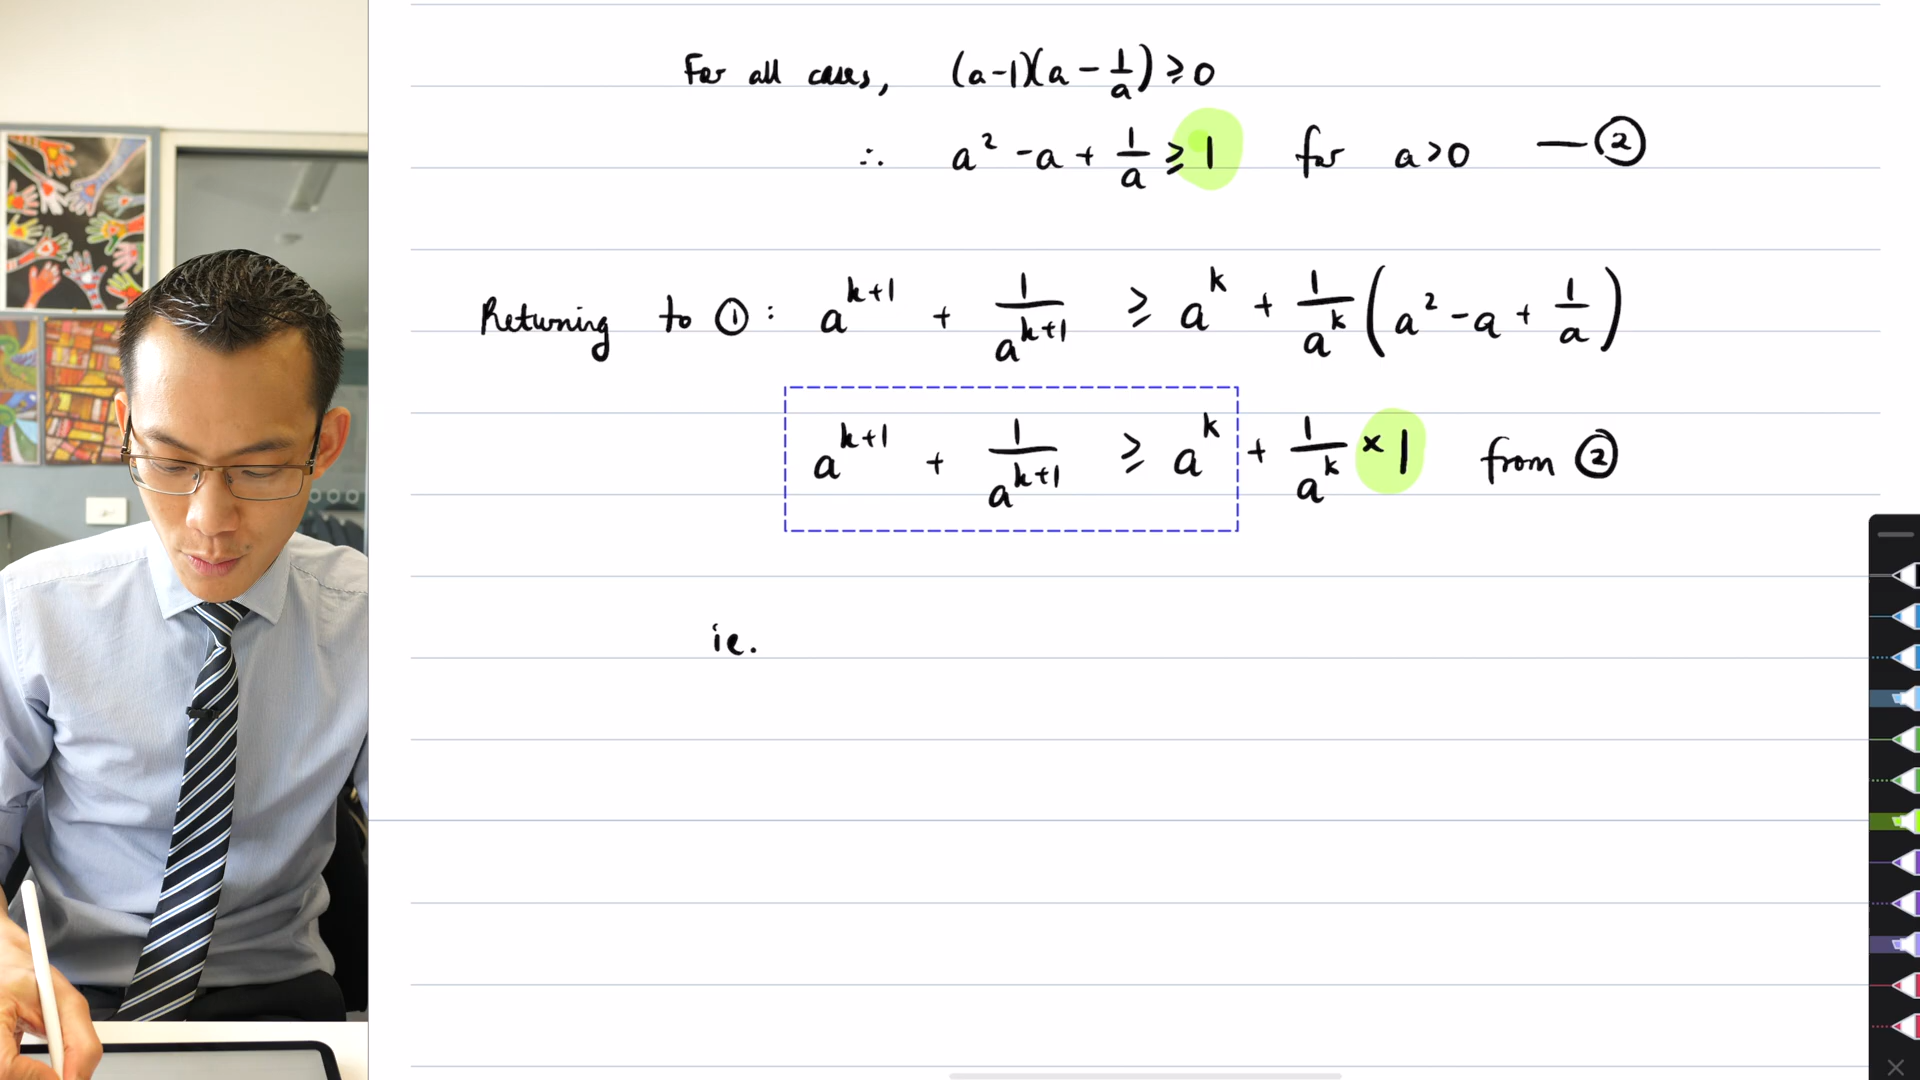 For all cases, (a-1)(a - 1/a) ≥ 0
∴ a² - a + 1/a ≥ 1 for a > 0 — ②
Returning to ①: a^(k+1) + 1/a^(k+1) ≥ a^k + 1/a^k (a² - a + 1/a)
a^(k+1) + 1/a^(k+1) ≥ a^k + 1/a^k × 1 from ②
ie.